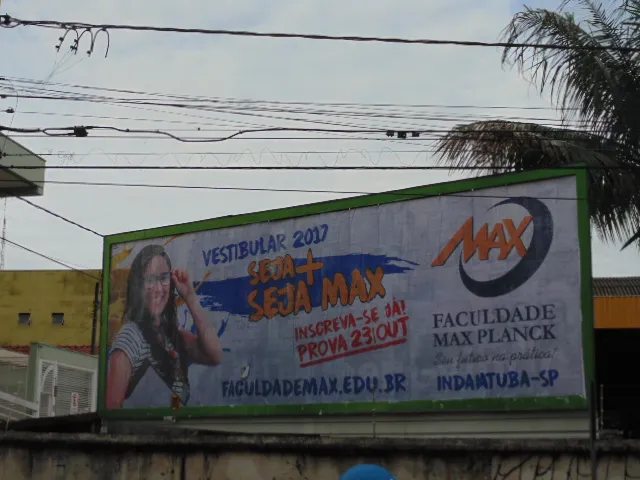 VESTIBULAR 2017
SEJA+
SEJA MAX
INSCREVA-SE JÁ!
PROVA 23|OUT
FACULDADEMAX.EDU.BR
MAX
FACULDADE
MAX PLANCK
Seu futuro na prática!
INDAIATUBA-SP